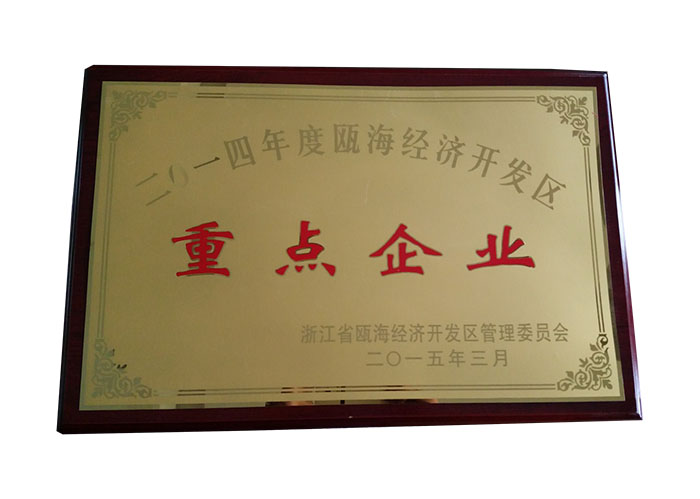 二〇一四年度瓯海经济开发区
重点企业
浙江省瓯海经济开发区管理委员会
二〇一五年三月